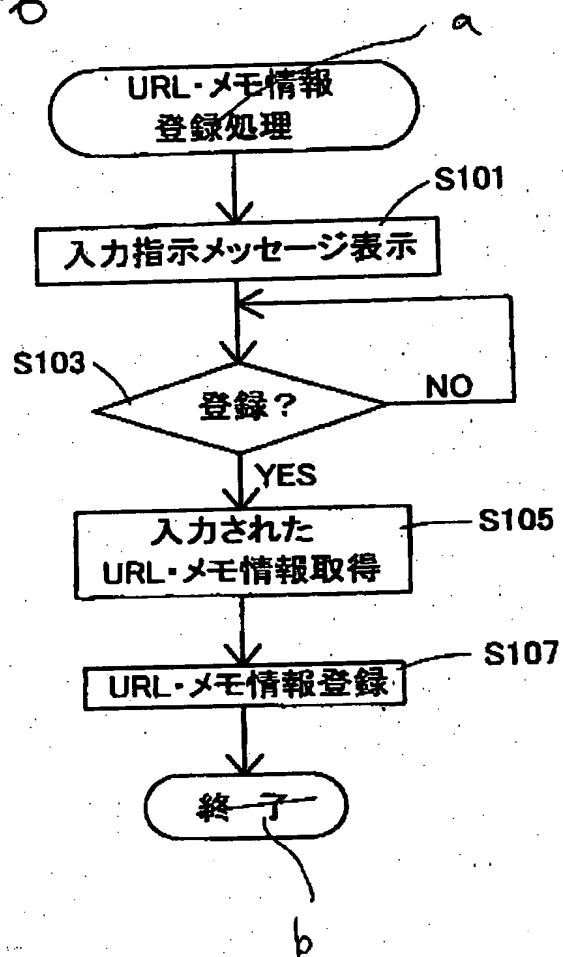 a
URL・メモ情報
登録処理
S101
入力指示メッセージ表示
S103
登録?
NO
YES
入力された
URL・メモ情報取得
S105
S107
URL・メモ情報登録
終了
b